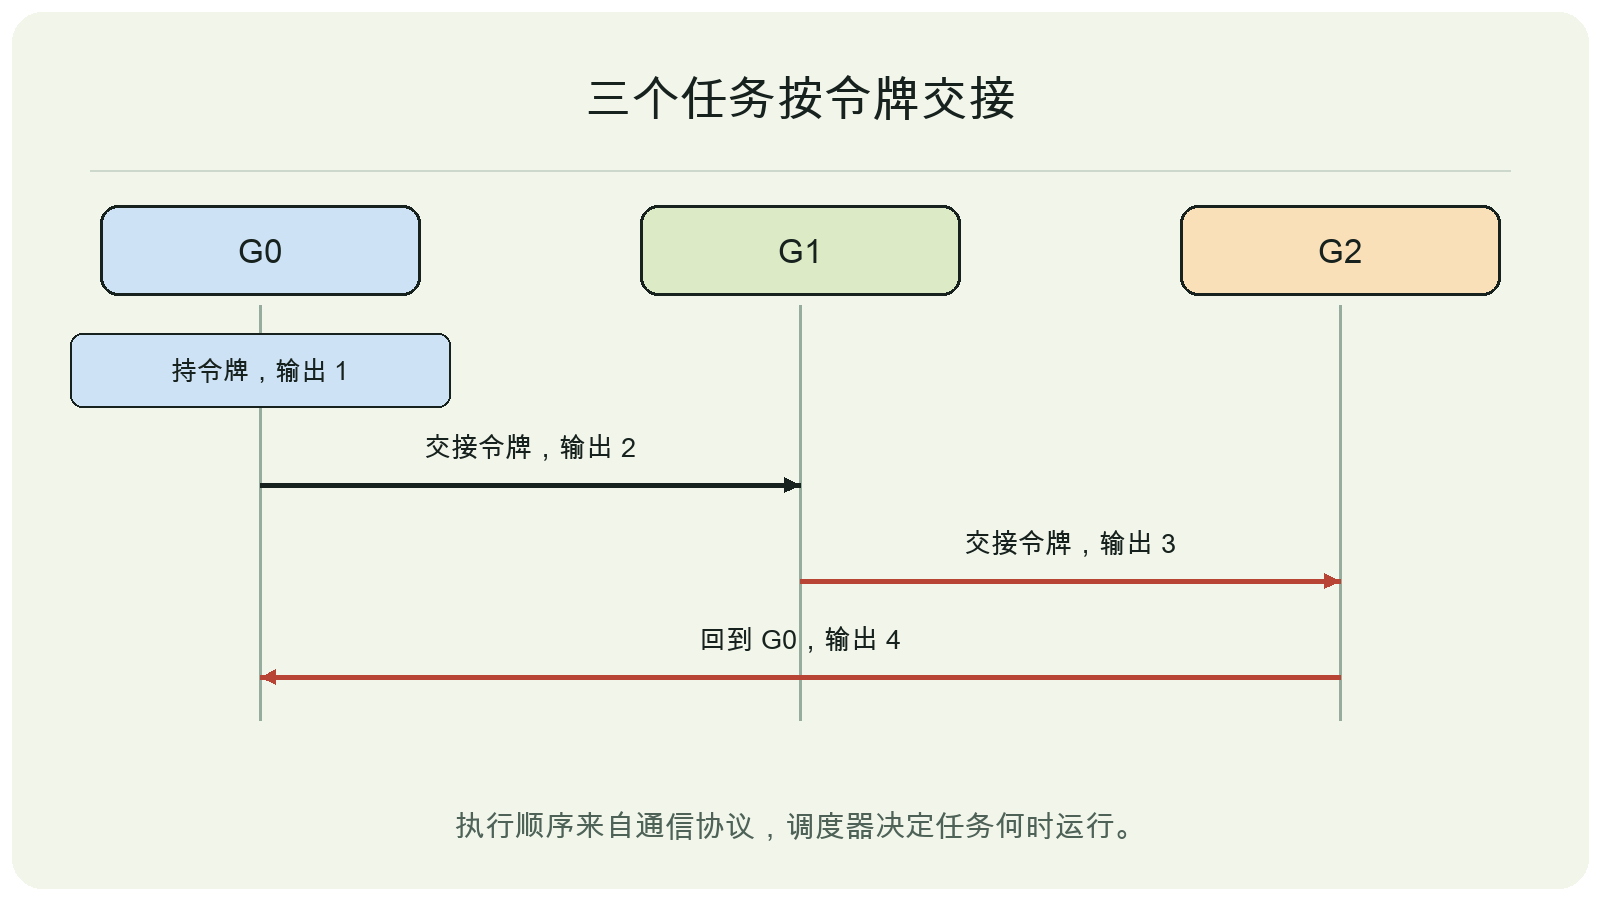 三个任务按令牌交接
G0
G1
G2
持令牌，输出 1
交接令牌，输出 2
交接令牌，输出 3
回到 G0，输出 4
执行顺序来自通信协议，调度器决定任务何时运行。